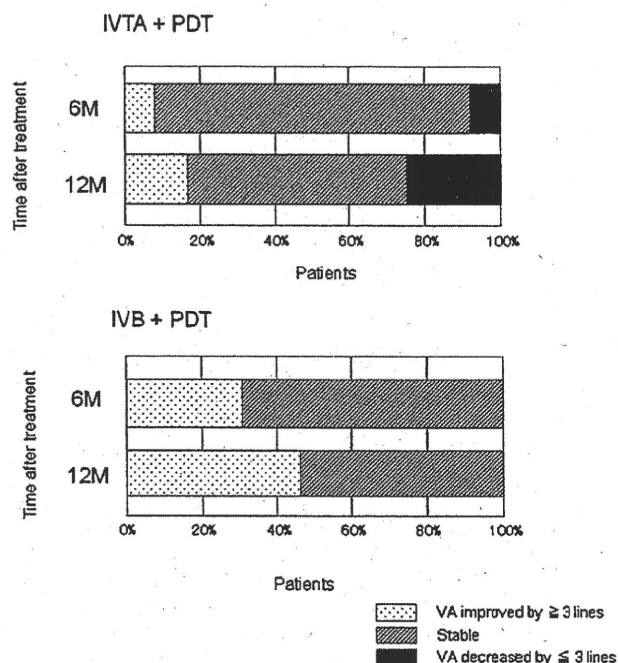 IVTA + PDT
Time after treatment
6M
12M
0% 20% 40% 60% 80% 100%
Patients
IVB + PDT
Time after treatment
6M
12M
0% 20% 40% 60% 80% 100%
Patients
VA improved by ≧ 3 lines
Stable
VA decreased by ≦ 3 lines